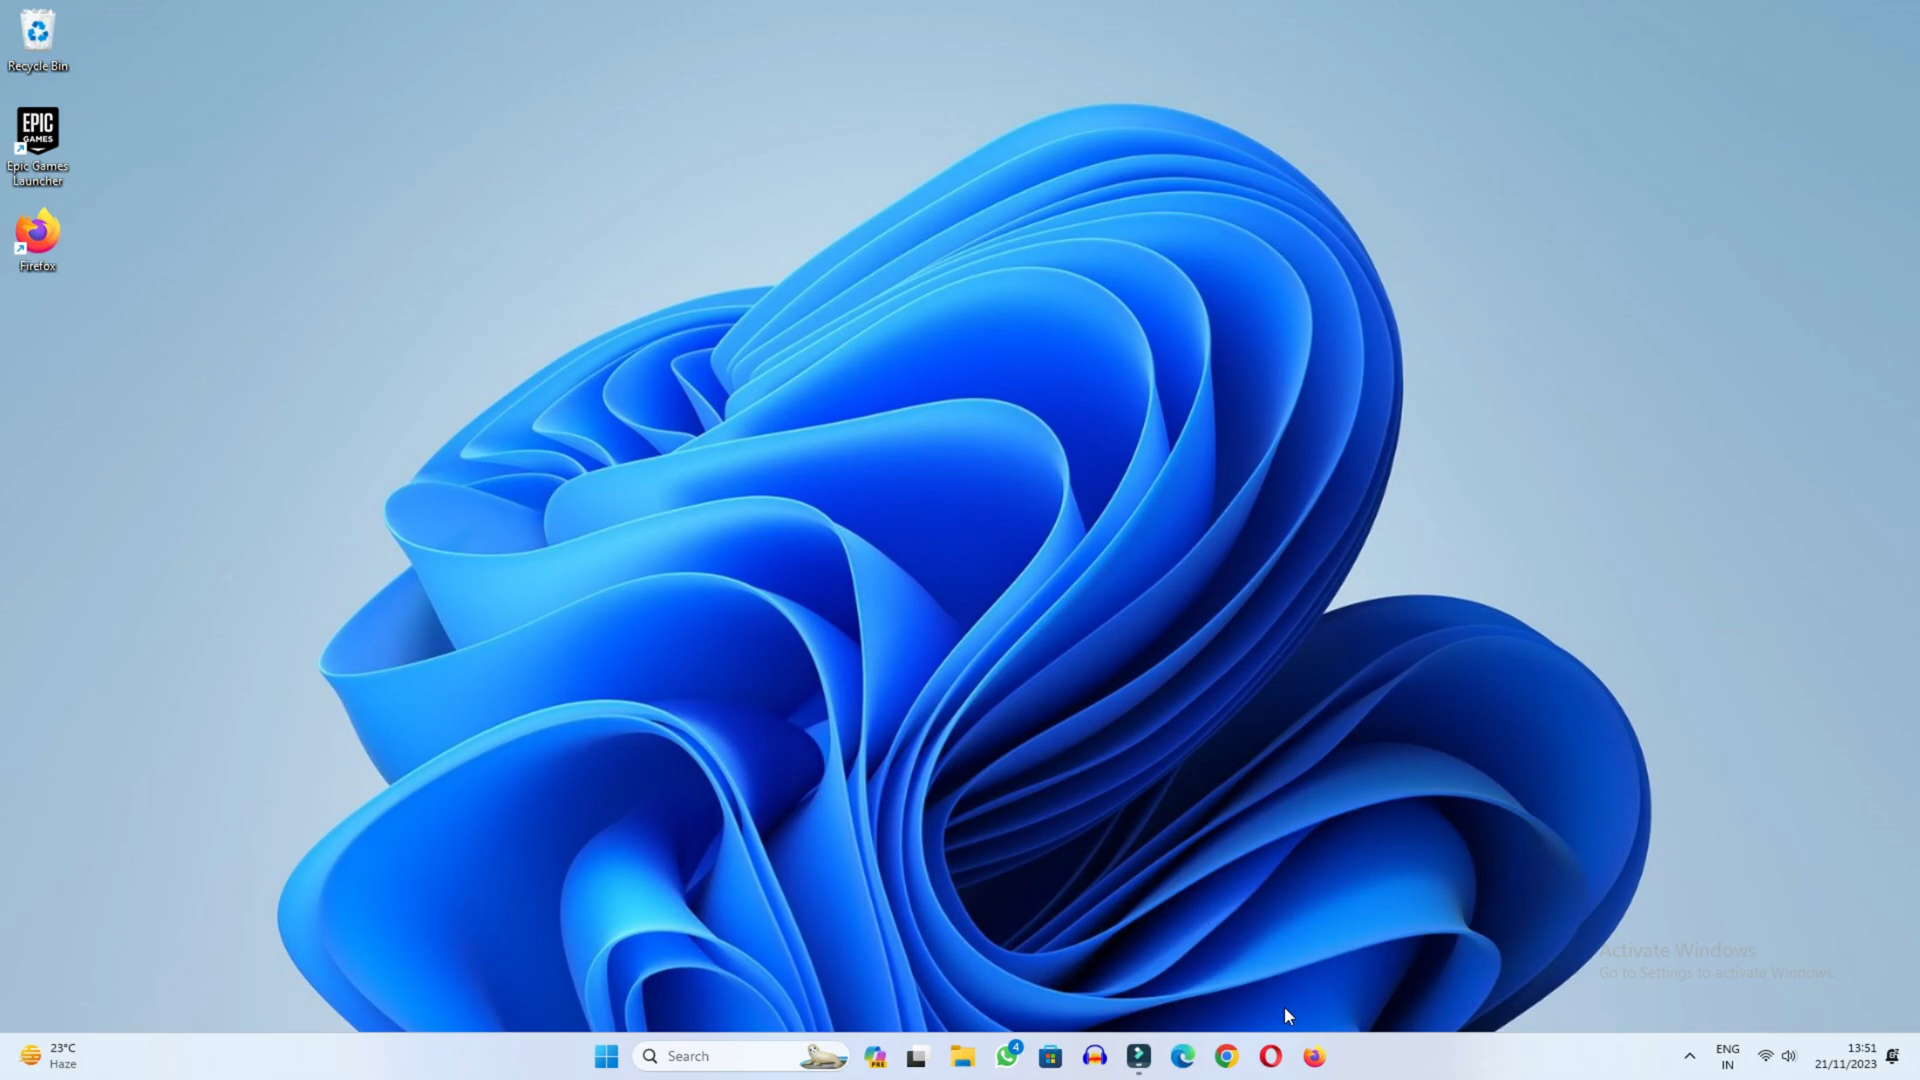 Recycle Bin
EPIC
GAMES
Epic Games
Launcher
Firefox
Activate Windows
Go to Settings to activate Windows.
23°C
Haze
Search
PRE
4
ENG
IN
13:51
21/11/2023